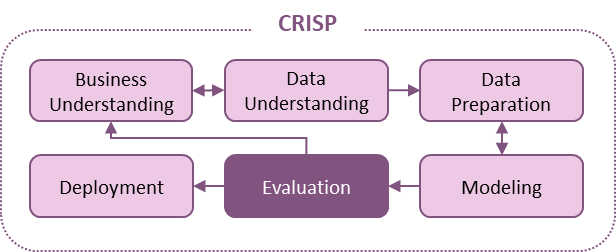 CRISP
Business
Understanding
Data
Understanding
Data
Preparation
Deployment
Evaluation
Modeling